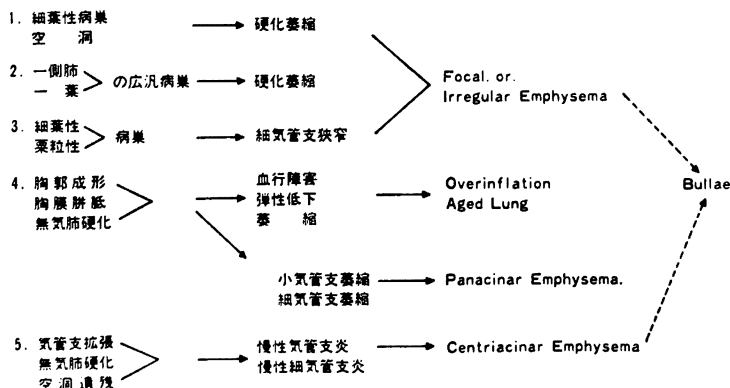 1. 細葉性病巣 → 硬化萎縮
空洞
2. 一側肺
一葉
の広汎病巣 → 硬化萎縮
Focal. or.
Irregular Emphysema
3. 細葉性
粟粒性
病巣 → 細気管支狭窄
4. 胸郭成形
胸膜胼胝
無気肺硬化
血行障害
弾性低下
萎縮
Overinflation
Aged Lung
Bullae
小気管支萎縮
細気管支萎縮
Panacinar Emphysema.
5. 気管支拡張
無気肺硬化
空洞遺残
慢性気管支炎
慢性細気管支炎
Centriacinar Emphysema